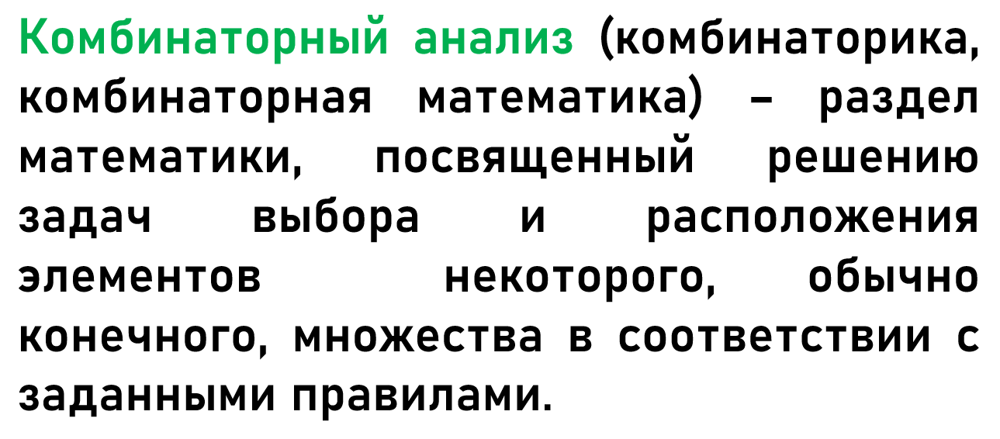 Комбинаторный анализ (комбинаторика,
комбинаторная математика) – раздел
математики, посвященный решению
задач выбора и расположения
элементов некоторого, обычно
конечного, множества в соответствии с
заданными правилами.